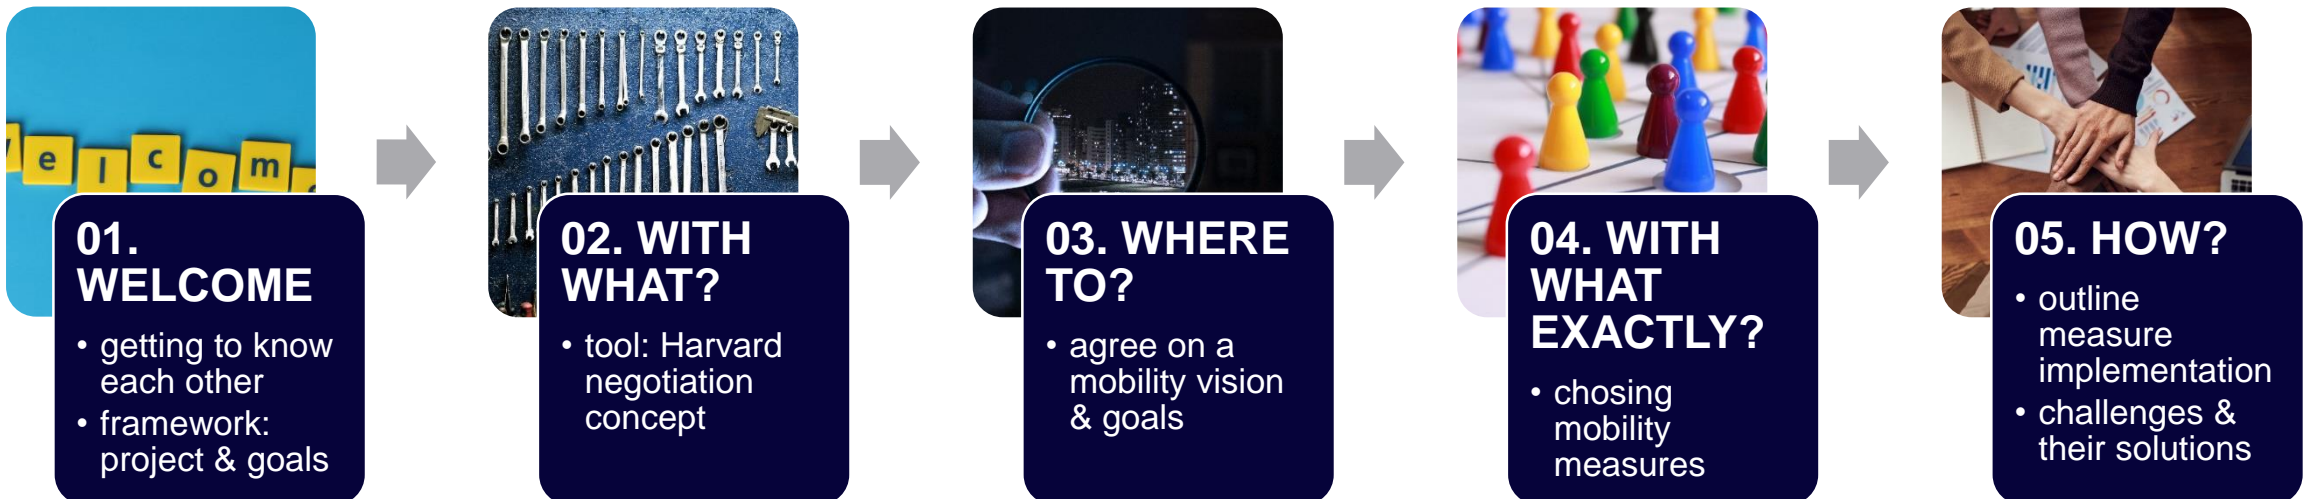 welcom
01.
WELCOME
• getting to know
each other
• framework:
project & goals
02. WITH
WHAT?
• tool: Harvard
negotiation
concept
03. WHERE
TO?
• agree on a
mobility vision
& goals
04. WITH
WHAT
EXACTLY?
• chosing
mobility
measures
05. HOW?
• outline
measure
implementation
• challenges &
their solutions